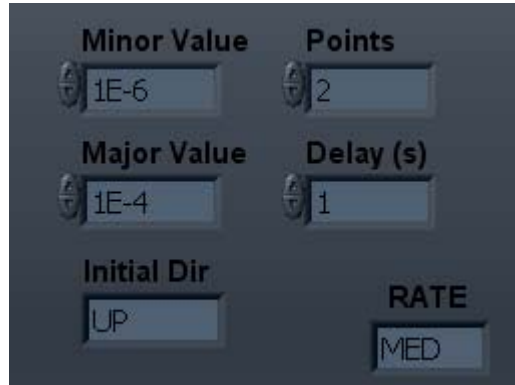 Minor Value
Points
1E-6
2
Major Value
Delay (s)
1E-4
1
Initial Dir
UP
RATE
MED